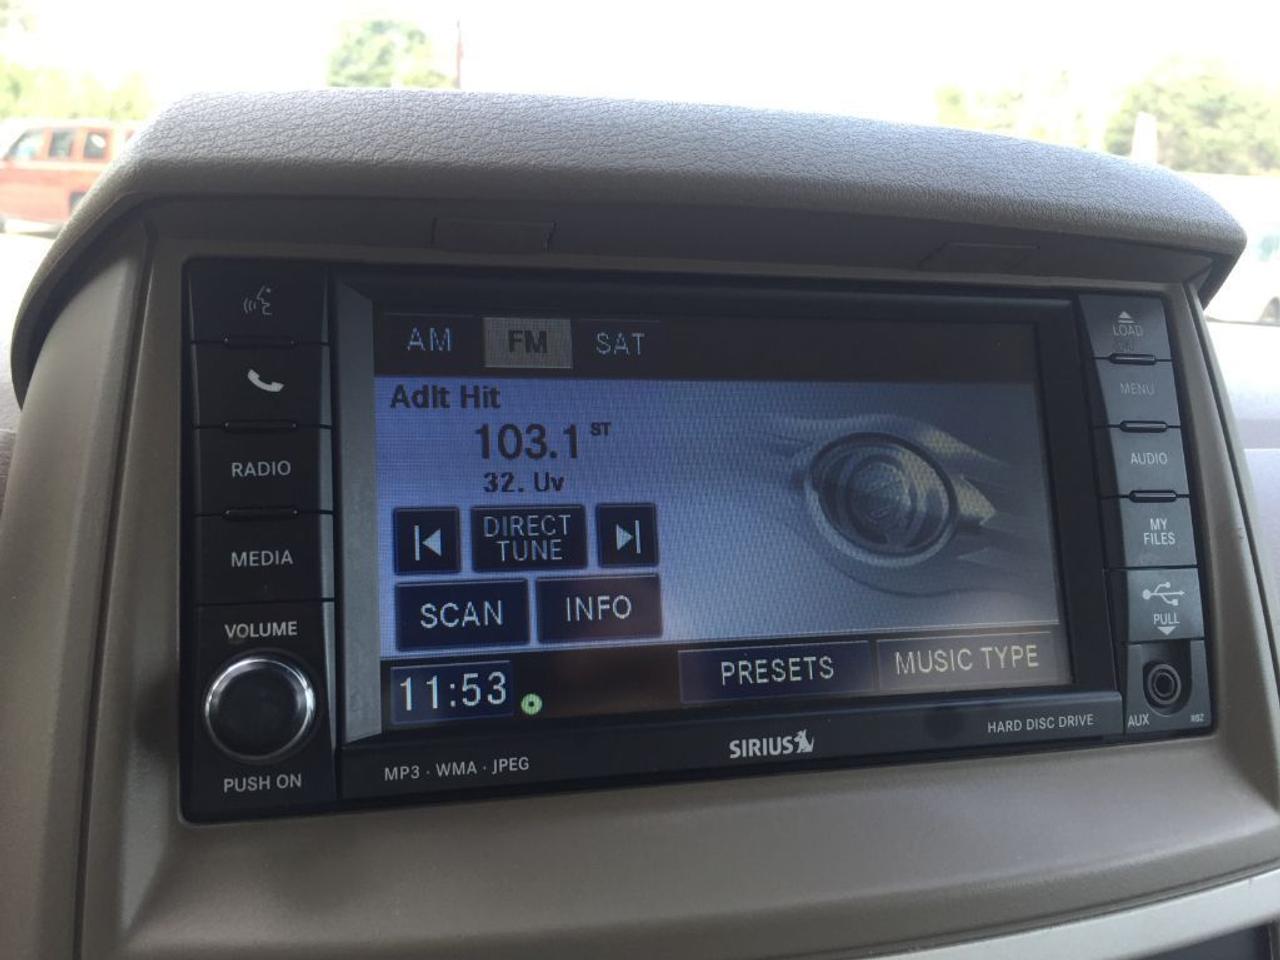 AM FM SAT
LOAD
MENU
Adlt Hit
103.1 ST
32. Uv
RADIO
AUDIO
DIRECT
TUNE
MY
FILES
MEDIA
SCAN INFO
VOLUME
PULL
PRESETS MUSIC TYPE
11:53
PUSH ON
MP3 · WMA · JPEG
SIRIUS
HARD DISC DRIVE
AUX